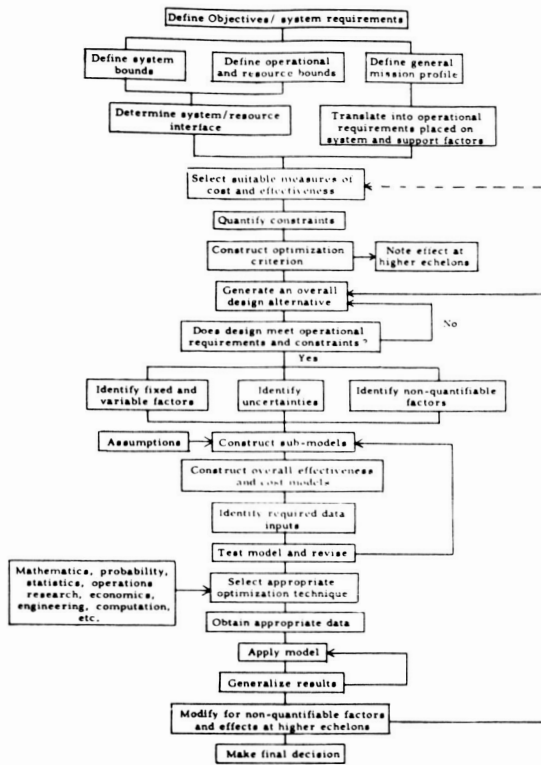 Define Objectives/ system requirements
Define system
bounds
Define operational
and resource bounds
Define general
mission profile
Determine system/resource
interface
Translate into operational
requirements placed on
system and support factors
Select suitable measures of
cost and effectiveness
Quantify constraints
Construct optimization
criterion
Note effect at
higher echelons
Generate an overall
design alternative
No
Does design meet operational
requirements and constraints?
Yes
Identify fixed and
variable factors
Identify
uncertainties
Identify non-quantifiable
factors
Assumptions
Construct sub-models
Construct overall effectiveness
and cost models
Identify required data
inputs
Test model and revise
Mathematics, probability,
statistics, operations
research, economics,
engineering, computation,
etc.
Select appropriate
optimization technique
Obtain appropriate data
Apply model
Generalize results
Modify for non-quantifiable factors
and effects at higher echelons
Make final decision